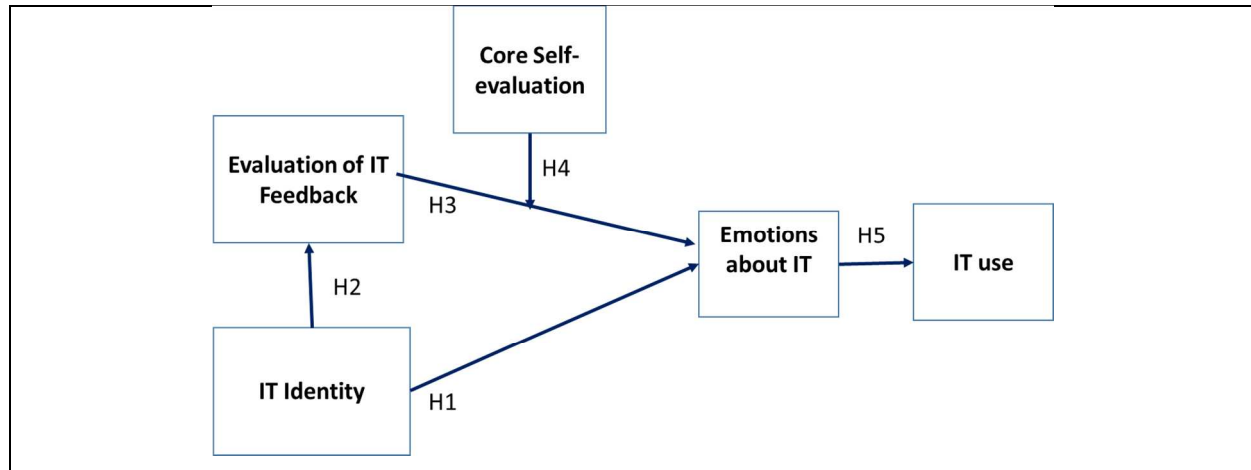 Core Self-
evaluation
H4
Evaluation of IT
Feedback
H3
Emotions
about IT
H5
IT use
H2
IT Identity
H1